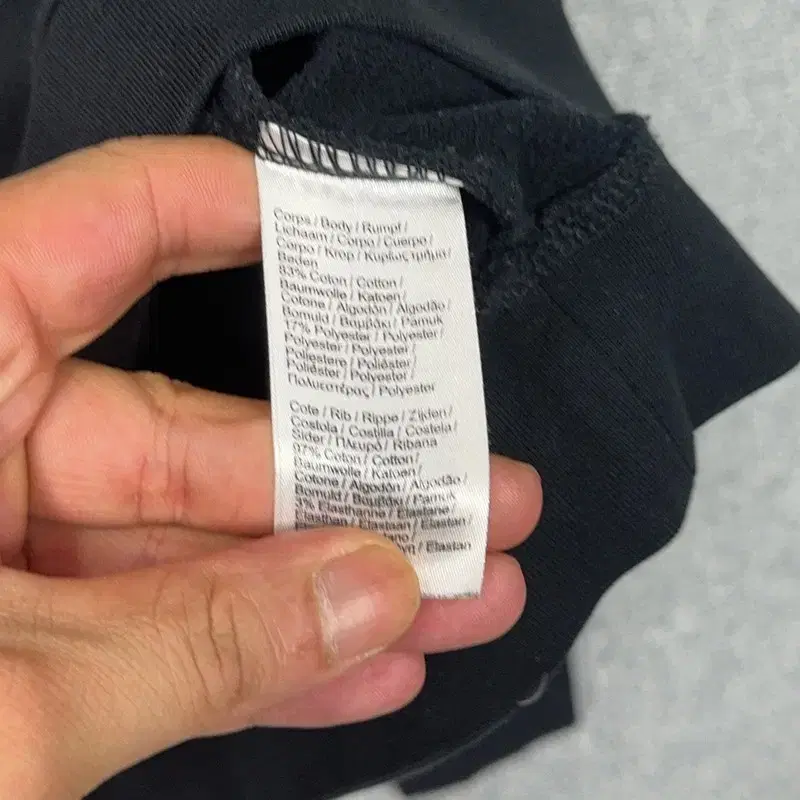 Corps / Body / Rumpf /
Lichaam / Corpo / Cuerpo /
Corpo / Krop / Κυρίως τμήμα /
Beden
83% Coton / Cotton /
Baumwolle / Katoen /
Cotone / Algodón / Algodão /
Bomuld / Βαμβάκι / Pamuk
17% Polyester / Polyester /
Polyester / Polyester /
Poliestere / Poliéster /
Poliéster / Polyester /
Πολυεστέρας / Polyester
Cote / Rib / Rippe / Zijden /
Costola / Costilla / Costela /
Sider / Πλευρό / Ribana
97% Coton / Cotton /
Baumwolle / Katoen /
Cotone / Algodón / Algodão /
Bomuld / Βαμβάκι / Pamuk
3% Elasthanne / Elastane /
Elasthan / Elastaan / Elastan /
/ Elastan